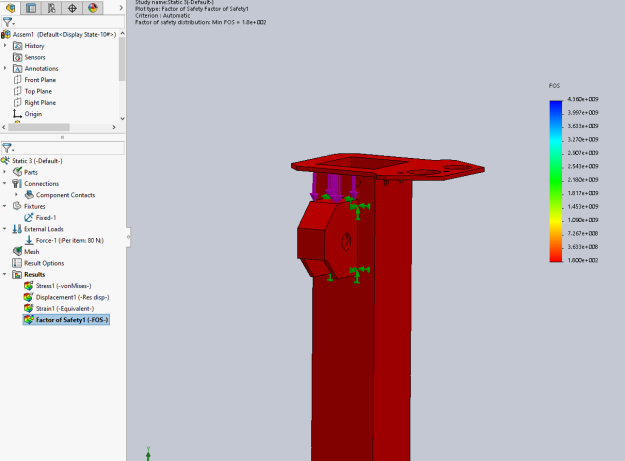 Study name:Static 3(-Default-)
Plot type: Factor of Safety Factor of Safety1
Criterion : Automatic
Factor of safety distribution: Min FOS = 1.8e+002
Assem1 (Default<Display State-10#>)
History
Sensors
Annotations
Front Plane
Top Plane
Right Plane
Origin
Static 3 (-Default-)
Parts
Connections
Component Contacts
Fixtures
Fixed-1
External Loads
Force-1 (:Per item: 80 N:)
Mesh
Result Options
Results
Stress1 (-vonMises-)
Displacement1 (-Res disp-)
Strain1 (-Equivalent-)
Factor of Safety1 (-FOS-)
FOS
4.360e+009
3.997e+009
3.633e+009
3.270e+009
2.907e+009
2.543e+009
2.180e+009
1.817e+009
1.453e+009
1.090e+009
7.267e+008
3.633e+008
1.800e+002